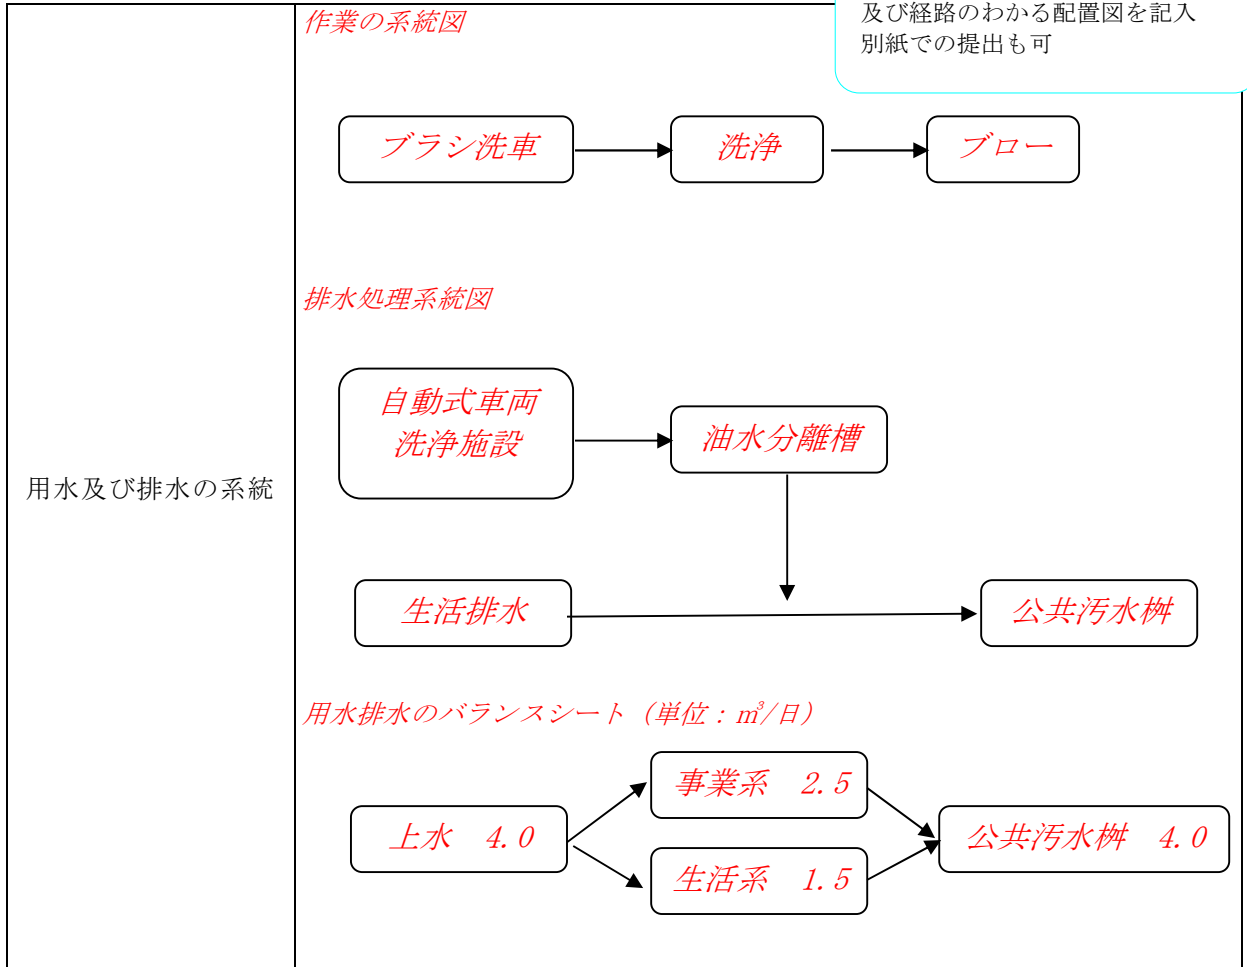 及び経路のわかる配置図を記入
別紙での提出も可
用水及び排水の系統
作業の系統図
ブラシ洗車
洗浄
ブロー
排水処理系統図
自動式車両
洗浄施設
油水分離槽
生活排水
公共汚水桝
用水排水のバランスシート（単位：㎥/日）
上水　4.0
事業系　2.5
生活系　1.5
公共汚水桝　4.0